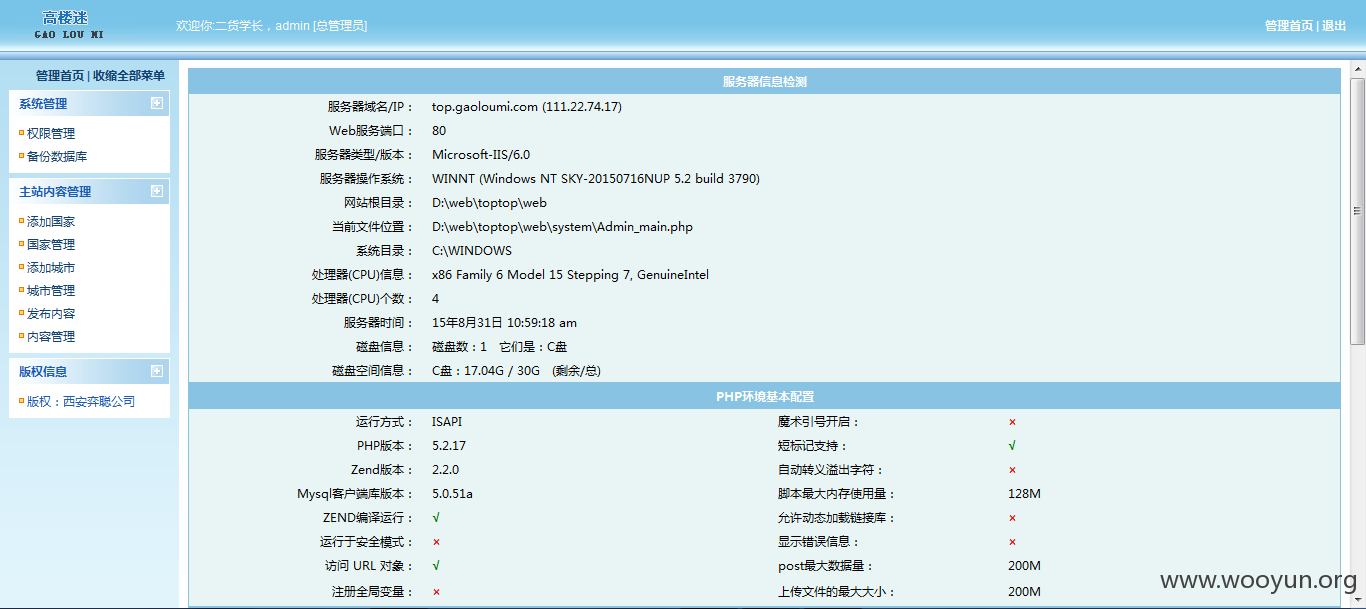 高楼迷
GAO LOU MI
欢迎你:二货学长，admin [总管理员]
管理首页 | 退出
管理首页 | 收缩全部菜单
系统管理
权限管理
备份数据库
主站内容管理
添加国家
国家管理
添加城市
城市管理
发布内容
内容管理
版权信息
版权：西安弈聪公司
服务器信息检测
服务器域名/IP： top.gaoloumi.com (111.22.74.17)
Web服务端口： 80
服务器类型/版本： Microsoft-IIS/6.0
服务器操作系统： WINNT (Windows NT SKY-20150716NUP 5.2 build 3790)
网站根目录： D:\web\toptop\web
当前文件位置： D:\web\toptop\web\system\Admin_main.php
系统目录： C:\WINDOWS
处理器(CPU)信息： x86 Family 6 Model 15 Stepping 7, GenuineIntel
处理器(CPU)个数： 4
服务器时间： 15年8月31日 10:59:18 am
磁盘信息： 磁盘数：1 它们是：C盘
磁盘空间信息： C盘：17.04G / 30G (剩余/总)
PHP环境基本配置
运行方式： ISAPI 魔术引号开启： ×
PHP版本： 5.2.17 短标记支持： √
Zend版本： 2.2.0 自动转义溢出字符： ×
Mysql客户端库版本： 5.0.51a 脚本最大内存使用量： 128M
ZEND编译运行： √ 允许动态加载链接库： ×
运行于安全模式： × 显示错误信息： ×
访问 URL 对象： √ post最大数据量： 200M
注册全局变量： × 上传文件的最大大小： 200M
www.wooyun.org